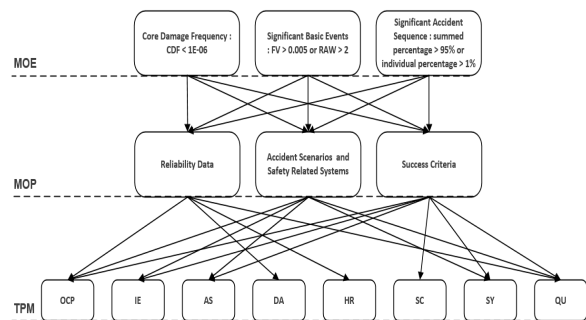 Core Damage Frequency :
CDF < 1E-06
Significant Basic Events
: FV > 0.005 or RAW > 2
Significant Accident
Sequence : summed
percentage > 95% or
individual percentage > 1%
MOE
Reliability Data
Accident Scenarios and
Safety Related Systems
Success Criteria
MOP
OCP
IE
AS
DA
HR
SC
SY
QU
TPM